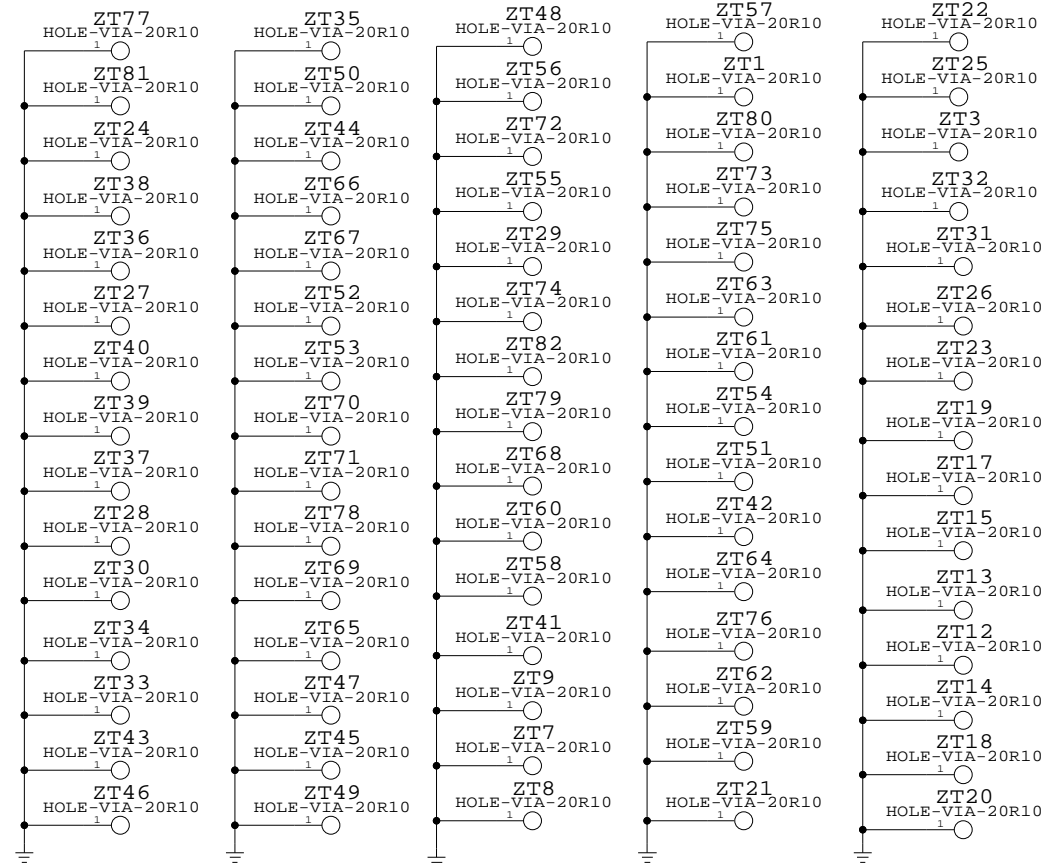 ZT77
HOLE-VIA-20R10
1
ZT81
HOLE-VIA-20R10
1
ZT24
HOLE-VIA-20R10
1
ZT38
HOLE-VIA-20R10
1
ZT36
HOLE-VIA-20R10
1
ZT27
HOLE-VIA-20R10
1
ZT40
HOLE-VIA-20R10
1
ZT39
HOLE-VIA-20R10
1
ZT37
HOLE-VIA-20R10
1
ZT28
HOLE-VIA-20R10
1
ZT30
HOLE-VIA-20R10
1
ZT34
HOLE-VIA-20R10
1
ZT33
HOLE-VIA-20R10
1
ZT43
HOLE-VIA-20R10
1
ZT46
HOLE-VIA-20R10
1
ZT35
HOLE-VIA-20R10
1
ZT50
HOLE-VIA-20R10
1
ZT44
HOLE-VIA-20R10
1
ZT66
HOLE-VIA-20R10
1
ZT67
HOLE-VIA-20R10
1
ZT52
HOLE-VIA-20R10
1
ZT53
HOLE-VIA-20R10
1
ZT70
HOLE-VIA-20R10
1
ZT71
HOLE-VIA-20R10
1
ZT78
HOLE-VIA-20R10
1
ZT69
HOLE-VIA-20R10
1
ZT65
HOLE-VIA-20R10
1
ZT47
HOLE-VIA-20R10
1
ZT45
HOLE-VIA-20R10
1
ZT49
HOLE-VIA-20R10
1
ZT48
HOLE-VIA-20R10
1
ZT56
HOLE-VIA-20R10
1
ZT72
HOLE-VIA-20R10
1
ZT55
HOLE-VIA-20R10
1
ZT29
HOLE-VIA-20R10
1
ZT74
HOLE-VIA-20R10
1
ZT82
HOLE-VIA-20R10
1
ZT79
HOLE-VIA-20R10
1
ZT68
HOLE-VIA-20R10
1
ZT60
HOLE-VIA-20R10
1
ZT58
HOLE-VIA-20R10
1
ZT41
HOLE-VIA-20R10
1
ZT9
HOLE-VIA-20R10
1
ZT7
HOLE-VIA-20R10
1
ZT8
HOLE-VIA-20R10
1
ZT57
HOLE-VIA-20R10
1
ZT1
HOLE-VIA-20R10
1
ZT80
HOLE-VIA-20R10
1
ZT73
HOLE-VIA-20R10
1
ZT75
HOLE-VIA-20R10
1
ZT63
HOLE-VIA-20R10
1
ZT61
HOLE-VIA-20R10
1
ZT54
HOLE-VIA-20R10
1
ZT51
HOLE-VIA-20R10
1
ZT42
HOLE-VIA-20R10
1
ZT64
HOLE-VIA-20R10
1
ZT76
HOLE-VIA-20R10
1
ZT62
HOLE-VIA-20R10
1
ZT59
HOLE-VIA-20R10
1
ZT21
HOLE-VIA-20R10
1
ZT22
HOLE-VIA-20R10
1
ZT25
HOLE-VIA-20R10
1
ZT3
HOLE-VIA-20R10
1
ZT32
HOLE-VIA-20R10
1
ZT31
HOLE-VIA-20R10
1
ZT26
HOLE-VIA-20R10
1
ZT23
HOLE-VIA-20R10
1
ZT19
HOLE-VIA-20R10
1
ZT17
HOLE-VIA-20R10
1
ZT15
HOLE-VIA-20R10
1
ZT13
HOLE-VIA-20R10
1
ZT12
HOLE-VIA-20R10
1
ZT14
HOLE-VIA-20R10
1
ZT18
HOLE-VIA-20R10
1
ZT20
HOLE-VIA-20R10
1